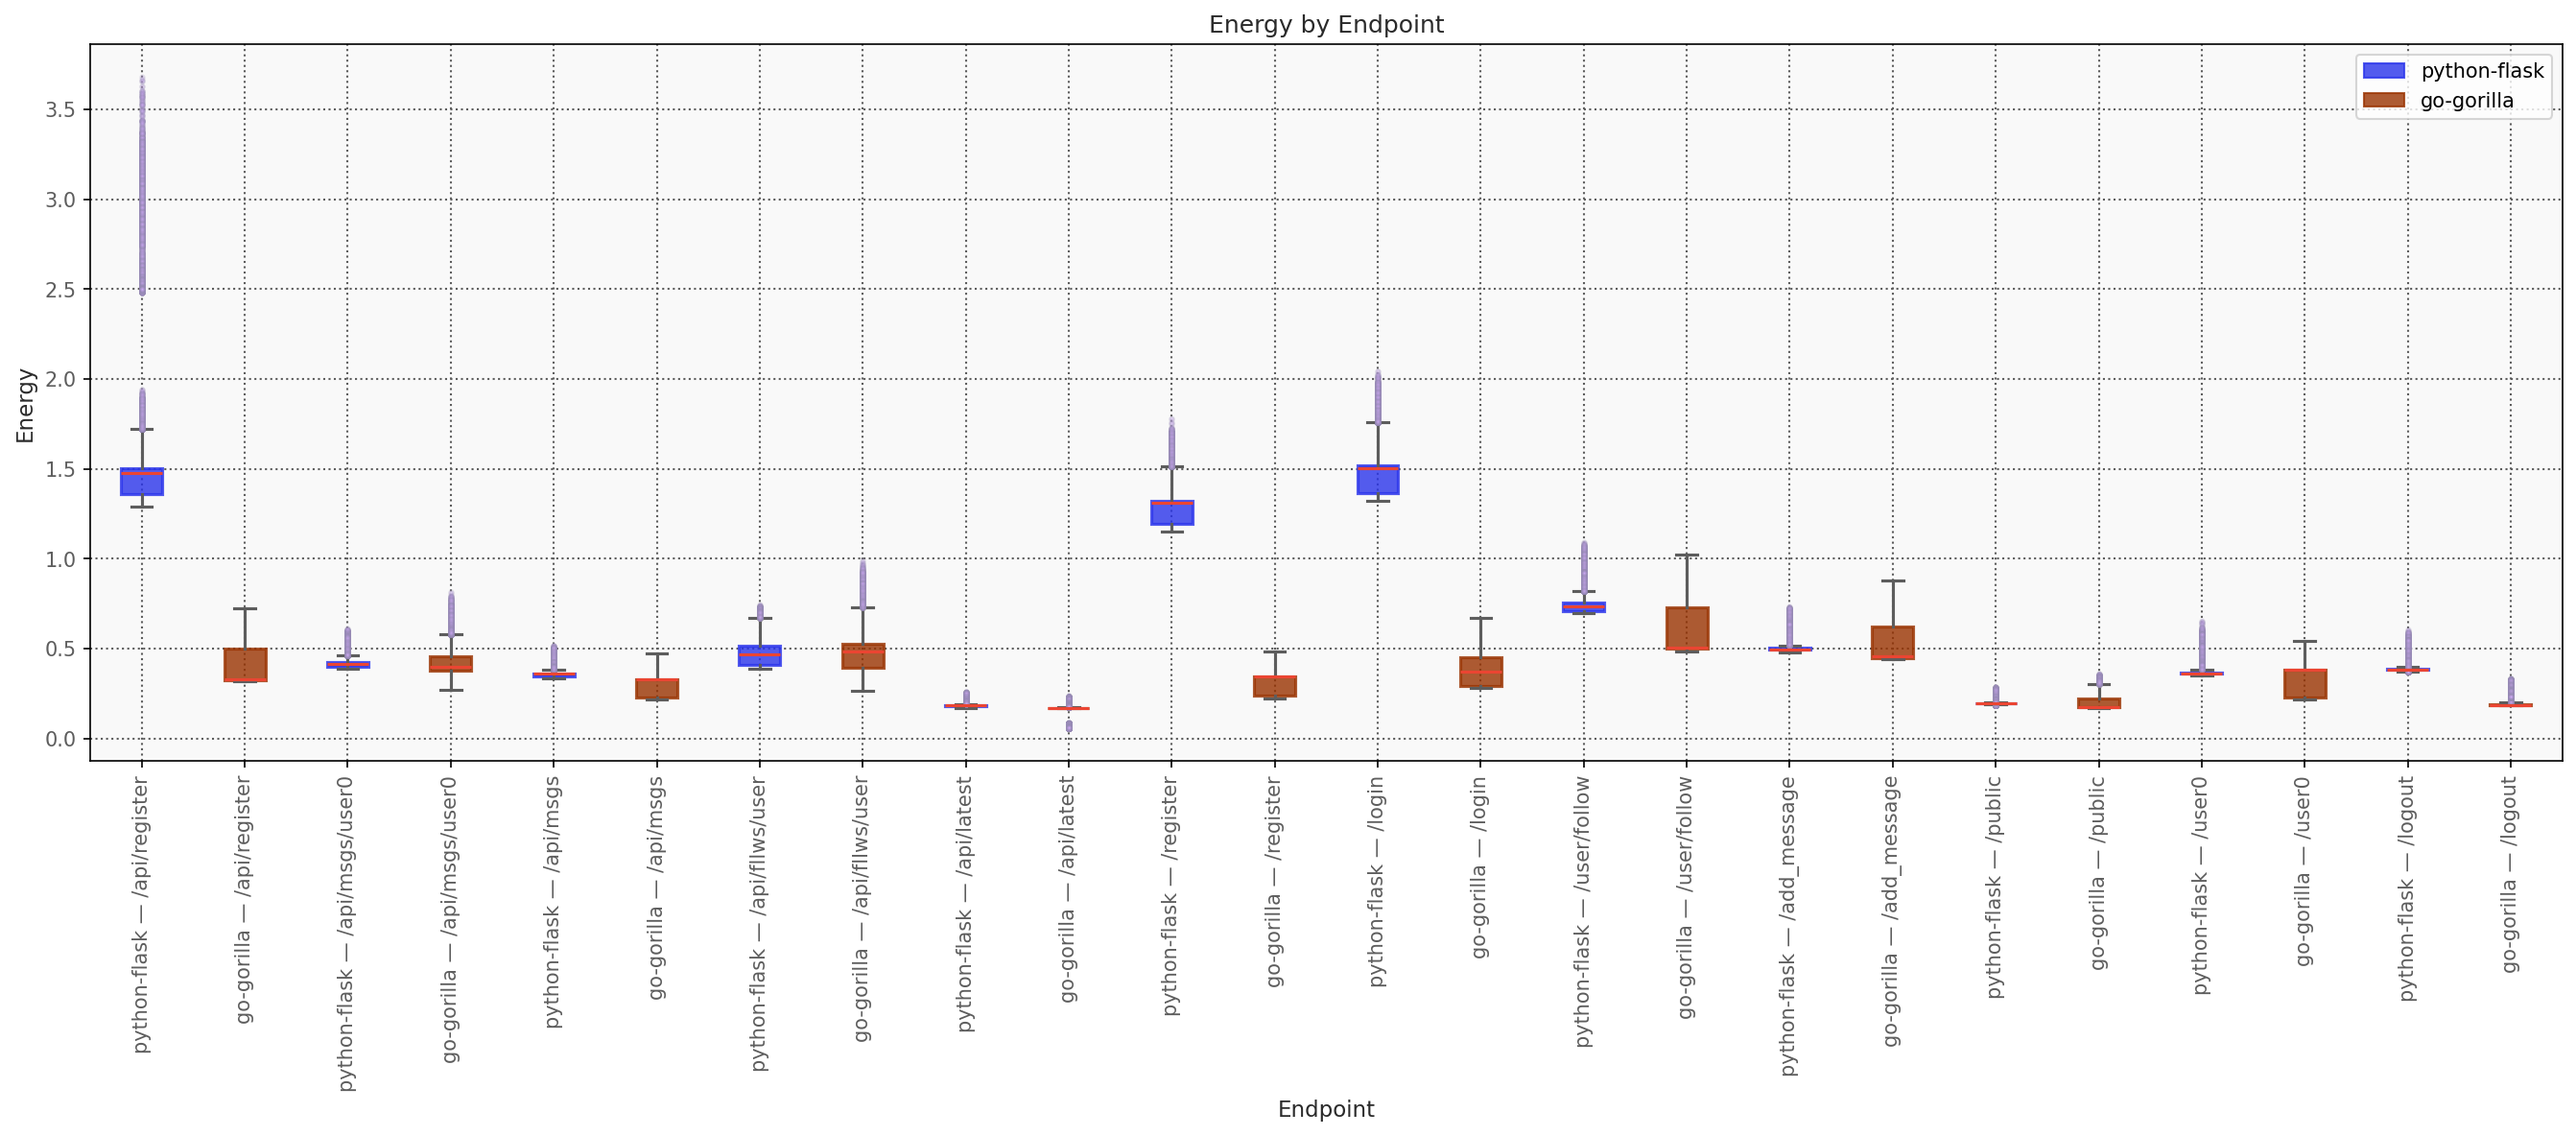 Energy by Endpoint
python-flask
go-gorilla
3.5
3.0
2.5
2.0
1.5
1.0
0.5
0.0
Energy
python-flask — /api/register
go-gorilla — /api/register
python-flask — /api/msgs/user0
go-gorilla — /api/msgs/user0
python-flask — /api/msgs
go-gorilla — /api/msgs
python-flask — /api/fllws/user
go-gorilla — /api/fllws/user
python-flask — /api/latest
go-gorilla — /api/latest
python-flask — /register
go-gorilla — /register
python-flask — /login
go-gorilla — /login
python-flask — /user/follow
go-gorilla — /user/follow
python-flask — /add_message
go-gorilla — /add_message
python-flask — /public
go-gorilla — /public
python-flask — /user0
go-gorilla — /user0
python-flask — /logout
go-gorilla — /logout
Endpoint